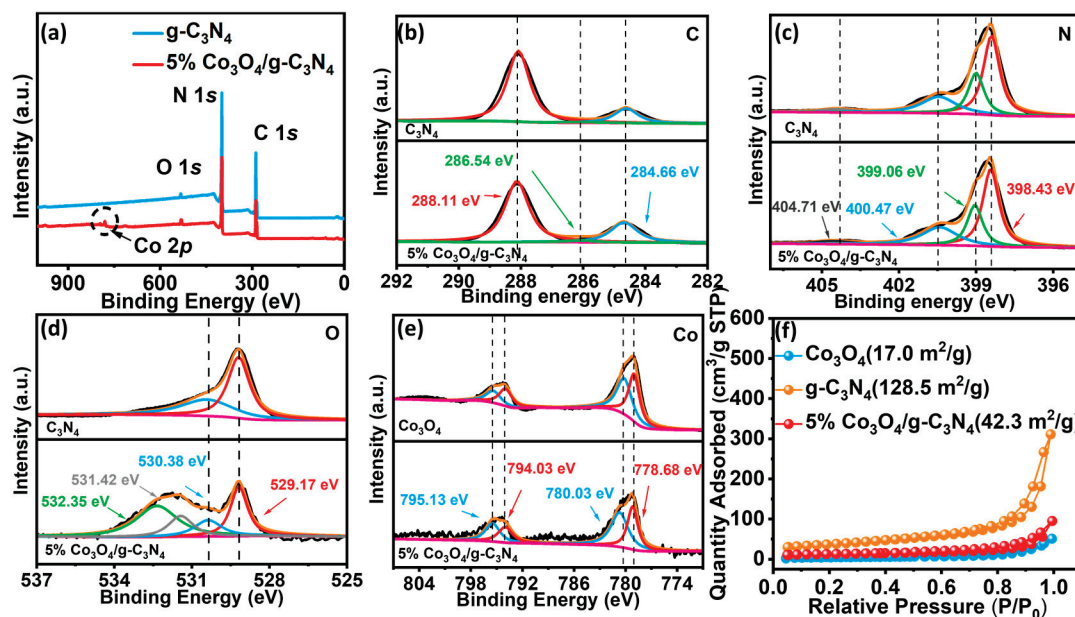 (a)
g-C₃N₄
5% Co₃O₄/g-C₃N₄
N 1s
C 1s
O 1s
Co 2p
Intensity (a.u.)
1000 600 300 0
Binding Energy (eV)
(b)
C
C₃N₄
286.54 eV
284.66 eV
288.11 eV
5% Co₃O₄/g-C₃N₄
Intensity (a.u.)
292 290 288 286 284 282
Binding Energy (eV)
(c)
N
C₃N₄
399.06 eV
404.71 eV
400.47 eV
398.43 eV
5% Co₃O₄/g-C₃N₄
Intensity (a.u.)
405 402 399 396
Binding Energy (eV)
(d)
O
C₃N₄
530.38 eV
531.42 eV
532.35 eV
529.17 eV
5% Co₃O₄/g-C₃N₄
Intensity (a.u.)
537 534 531 528 525
Binding Energy (eV)
(e)
Co
Co₃O₄
794.03 eV
780.03 eV
778.68 eV
795.13 eV
5% Co₃O₄/g-C₃N₄
Intensity (a.u.)
804 792 786 780 774
Binding Energy (eV)
(f)
Co₃O₄(17.0 m²/g)
g-C₃N₄(128.5 m²/g)
5% Co₃O₄/g-C₃N₄(42.3 m²/g)
Quantity Adsorbed (cm³/g STP)
600
500
400
300
200
100
0
0.0 0.2 0.4 0.6 0.8 1.0
Relative Pressure (P/P₀)